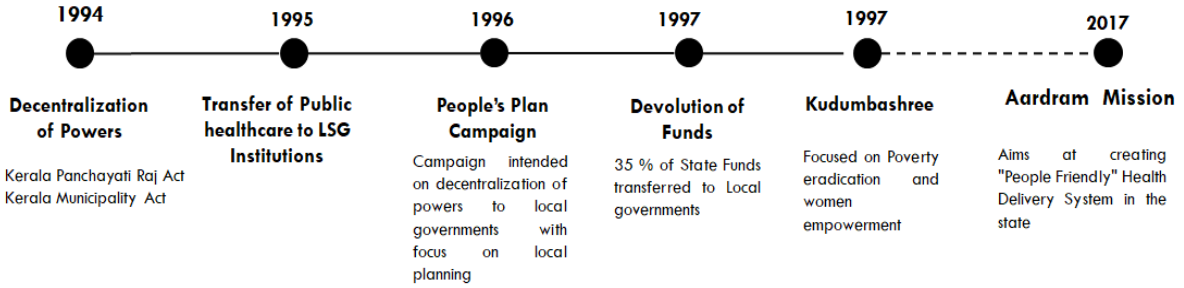 1994
Decentralization
of Powers
Kerala Panchayati Raj Act
Kerala Municipality Act
1995
Transfer of Public
healthcare to LSG
Institutions
1996
People's Plan
Campaign
Campaign intended
on decentralization of
powers to local
governments with
focus on local
planning
1997
Devolution of
Funds
35 % of State Funds
transferred to Local
governments
1997
Kudumbashree
Focused on Poverty
eradication and
women
empowerment
2017
Aardram Mission
Aims at creating
"People Friendly" Health
Delivery System in the
state